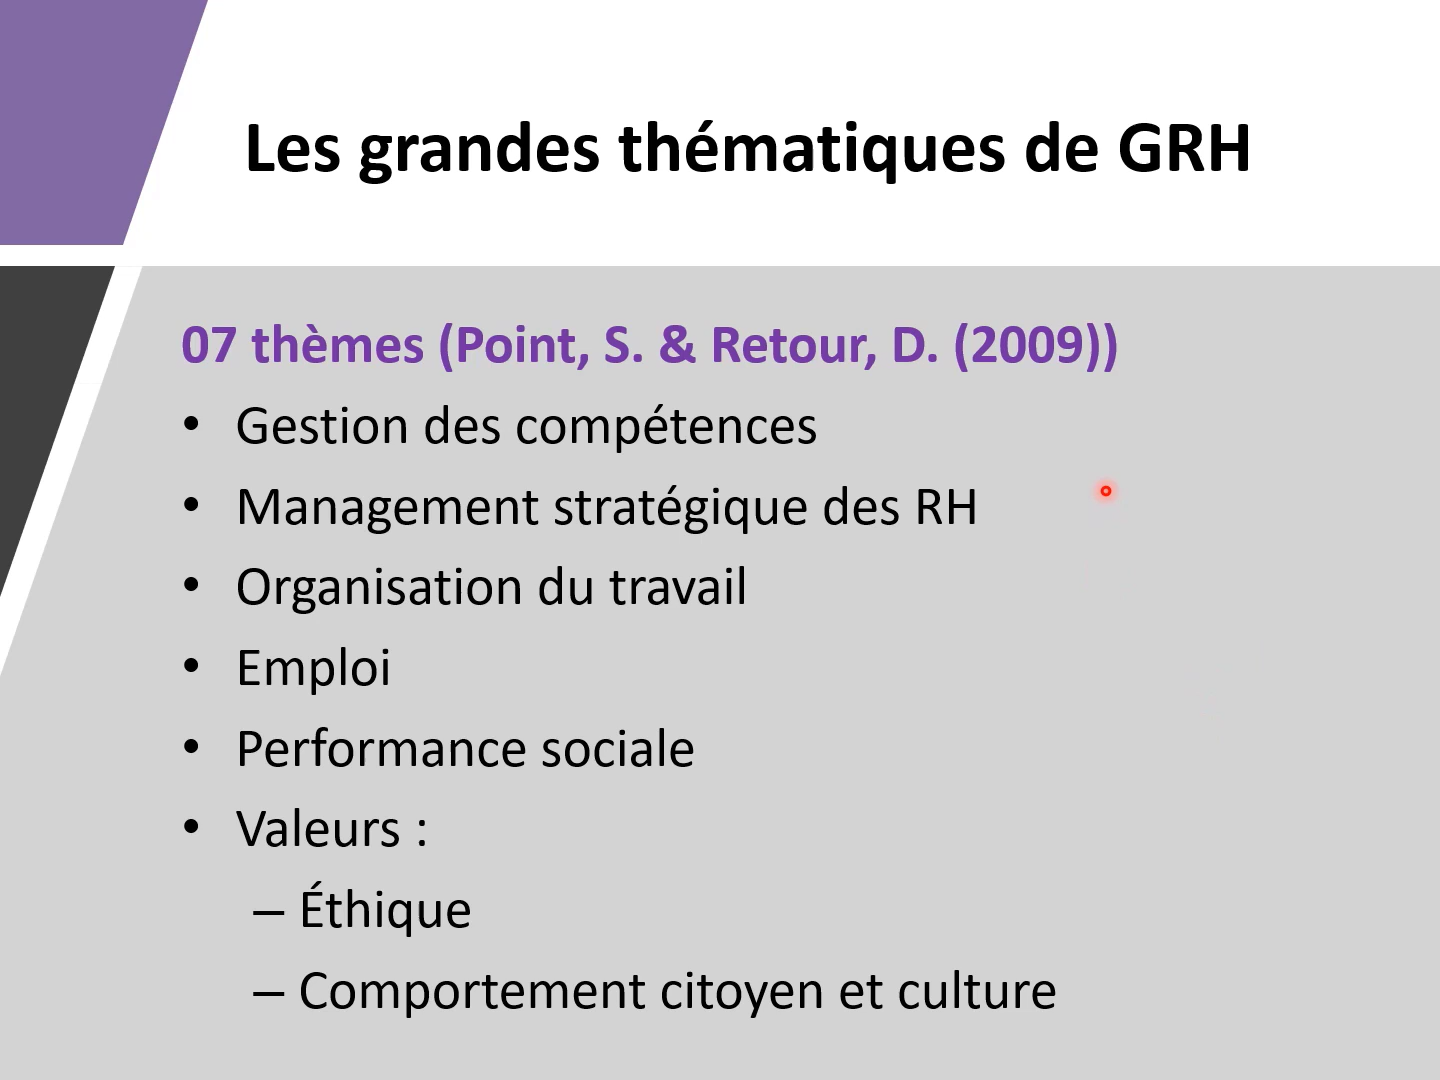 Les grandes thématiques de GRH
07 thèmes (Point, S. & Retour, D. (2009))
• Gestion des compétences
• Management stratégique des RH
• Organisation du travail
• Emploi
• Performance sociale
• Valeurs :
– Éthique
– Comportement citoyen et culture